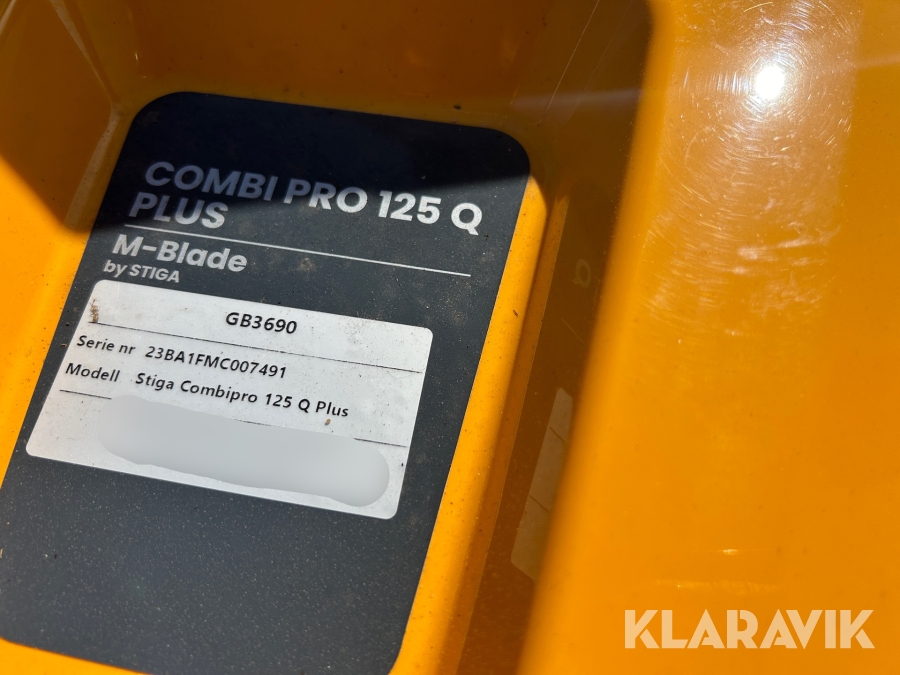 COMBI PRO 125 Q
PLUS
M-Blade
by STIGA
GB3690
Serie nr 23BA1FMC007491
Modell Stiga Combipro 125 Q Plus
KLARAVIK